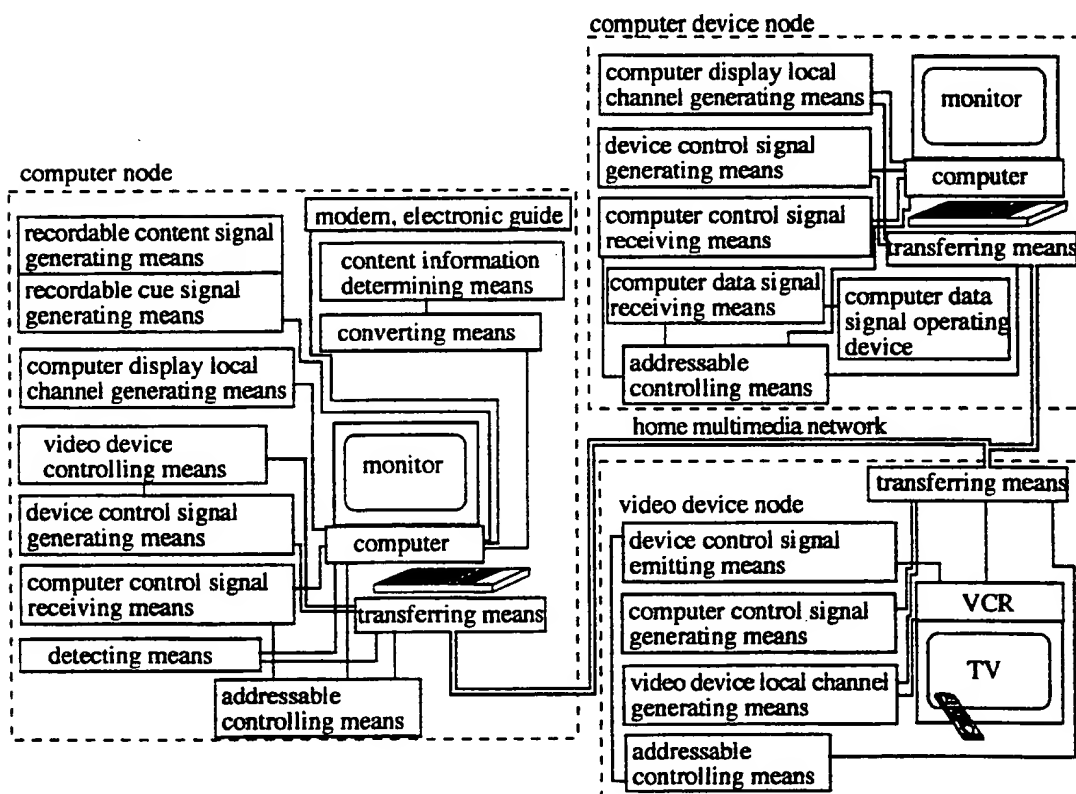 computer device node
computer display local
channel generating means
monitor
device control signal
generating means
computer
computer control signal
receiving means
transferring means
computer data signal
receiving means
computer data
signal operating
device
addressable
controlling means
computer node
modem, electronic guide
recordable content signal
generating means
content information
determining means
recordable cue signal
generating means
converting means
computer display local
channel generating means
video device
controlling means
monitor
device control signal
generating means
computer
computer control signal
receiving means
transferring means
detecting means
addressable
controlling means
home multimedia network
transferring means
video device node
device control signal
emitting means
computer control signal
generating means
VCR
video device local channel
generating means
TV
addressable
controlling means